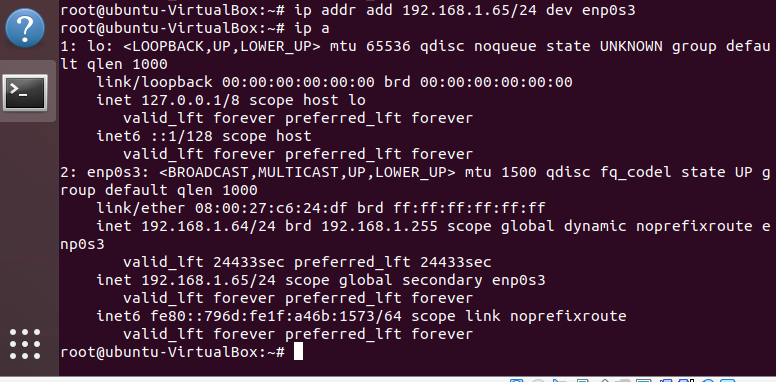 root@ubuntu-VirtualBox:~# ip addr add 192.168.1.65/24 dev enp0s3
root@ubuntu-VirtualBox:~# ip a
1: lo: <LOOPBACK,UP,LOWER_UP> mtu 65536 qdisc noqueue state UNKNOWN group defau
lt qlen 1000
    link/loopback 00:00:00:00:00:00 brd 00:00:00:00:00:00
    inet 127.0.0.1/8 scope host lo
       valid_lft forever preferred_lft forever
    inet6 ::1/128 scope host
       valid_lft forever preferred_lft forever
2: enp0s3: <BROADCAST,MULTICAST,UP,LOWER_UP> mtu 1500 qdisc fq_codel state UP g
roup default qlen 1000
    link/ether 08:00:27:c6:24:df brd ff:ff:ff:ff:ff:ff
    inet 192.168.1.64/24 brd 192.168.1.255 scope global dynamic noprefixroute e
np0s3
       valid_lft 24433sec preferred_lft 24433sec
    inet 192.168.1.65/24 scope global secondary enp0s3
       valid_lft forever preferred_lft forever
    inet6 fe80::796d:fe1f:a46b:1573/64 scope link noprefixroute
       valid_lft forever preferred_lft forever
root@ubuntu-VirtualBox:~#